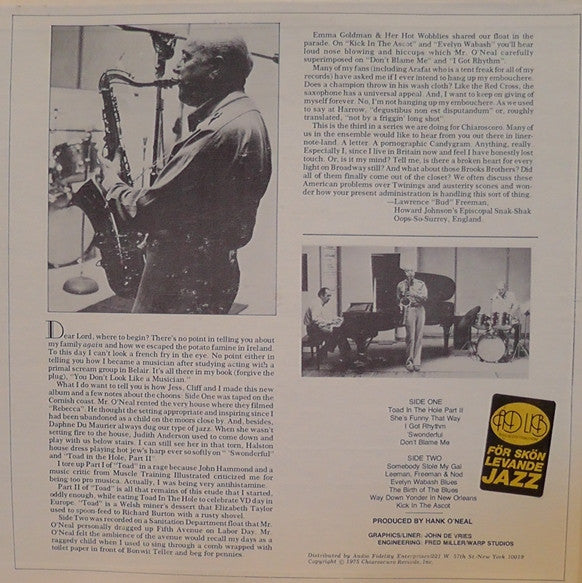 Dear Lord, where to begin? There's no point in telling you about
my family again and how we escaped the potato famine in Ireland.
To this day I can't look a french fry in the eye. No point either in
telling you how I became a musician after studying acting with a
primal scream group in Belair. It's all there in my book (forgive the
plug), "You Don't Look Like a Musician."
What I do want to tell you is how Jess, Cliff and I made this new
album and a few notes about the choons. Side One was taped on the
Cornish coast. Mr. O'Neal rented the very house where they filmed
"Rebecca". He thought the setting appropriate and inspiring since I
had been abandoned as a child on the moors close by. And, besides,
Daphne Du Maurier always dug our type of jazz. When she wasn't
setting fire to the house, Judith Anderson used to come down and
play with us below stairs. I can still see her in that torn, Halston
house dress playing hot jew's harp ever so softly on "'Swonderful"
and "Toad in the Hole, Part II".
I tore up Part I of "Toad" in a rage because John Hammond and a
music critic from Muscle Training Illustrated criticized me for
being too pro musica. Actually, I was being very antihistamine.
Part II of "Toad" is all that remains of this etude that I started,
oddly enough, while eating Toad In The Hole to celebrate VD day in
Europe. "Toad" is a Welsh miner's dessert that Elizabeth Taylor
used to spoon-feed to Richard Burton with a rusty shovel.
Side Two was recorded on a Sanitation Department float that Mr.
O'Neal personally dragged up Fifth Avenue on Labor Day. Mr.
O'Neal felt the ambience of the avenue would recall my days as a
raggedy child when I used to sing through a comb wrapped with
toilet paper in front of Bonwit Teller and beg for pennies.
Emma Goldman & Her Hot Wobblies shared our float in the
parade. On "Kick In The Ascot" and "Evelyn Wabash" you'll hear
loud nose blowing and hiccups which Mr. O'Neal carefully
superimposed on "Don't Blame Me" and "I Got Rhythm".
Many of my fans (including Arafat who is a tent freak for all of my
records) have asked me if I ever intend to hang up my embouchere.
Does a champion throw in his wash cloth? Like the Red Cross, the
saxophone has a universal appeal. And, I want to keep on giving of
myself forever. No, I'm not hanging up my embouchere. As we used
to say at Harrow, "degustibus non est disputandum" or, roughly
translated, "not by a friggin' long shot".
This is the third in a series we are doing for Chiaroscuro. Many of
us in the ensemble would like to hear from you out there in liner-
note-land. A letter. A pornographic Candygram. Anything, really.
Especially I, since I live in Britain now and feel I have honestly lost
touch. Or, is it mind? Tell me, is there a broken heart for every
light on Broadway still? And what about those Brooks Brothers? Did
all of them finally come out of the closet? We often discuss these
American problems over Twinings and austerity scones and won-
der how your present administration is handling this sort of thing.
—Lawrence "Bud" Freeman,
Howard Johnson's Episcopal Snak-Shak
Oops-So-Surrey, England
SIDE ONE
Toad In The Hole Part II
She's Funny That Way
I Got Rhythm
Swonderful
Don't Blame Me
SIDE TWO
Somebody Stole My Gal
Leeman, Freeman & Nod
Evelyn Wabash Blues
The Birth Of The Blues
Way Down Yonder in New Orleans
Kick In The Ascot
PRODUCED BY HANK O'NEAL
GRAPHICS/LINER: JOHN DE VRIES
ENGINEERING: FRED MILLER/WARP STUDIOS
Distributed by Audio Fidelity Enterprises/221 W. 57th St/New York 10019
Copyright © 1975 Chiaroscuro Records, Inc.
FÖR SKÖN
LEVANDE
JAZZ